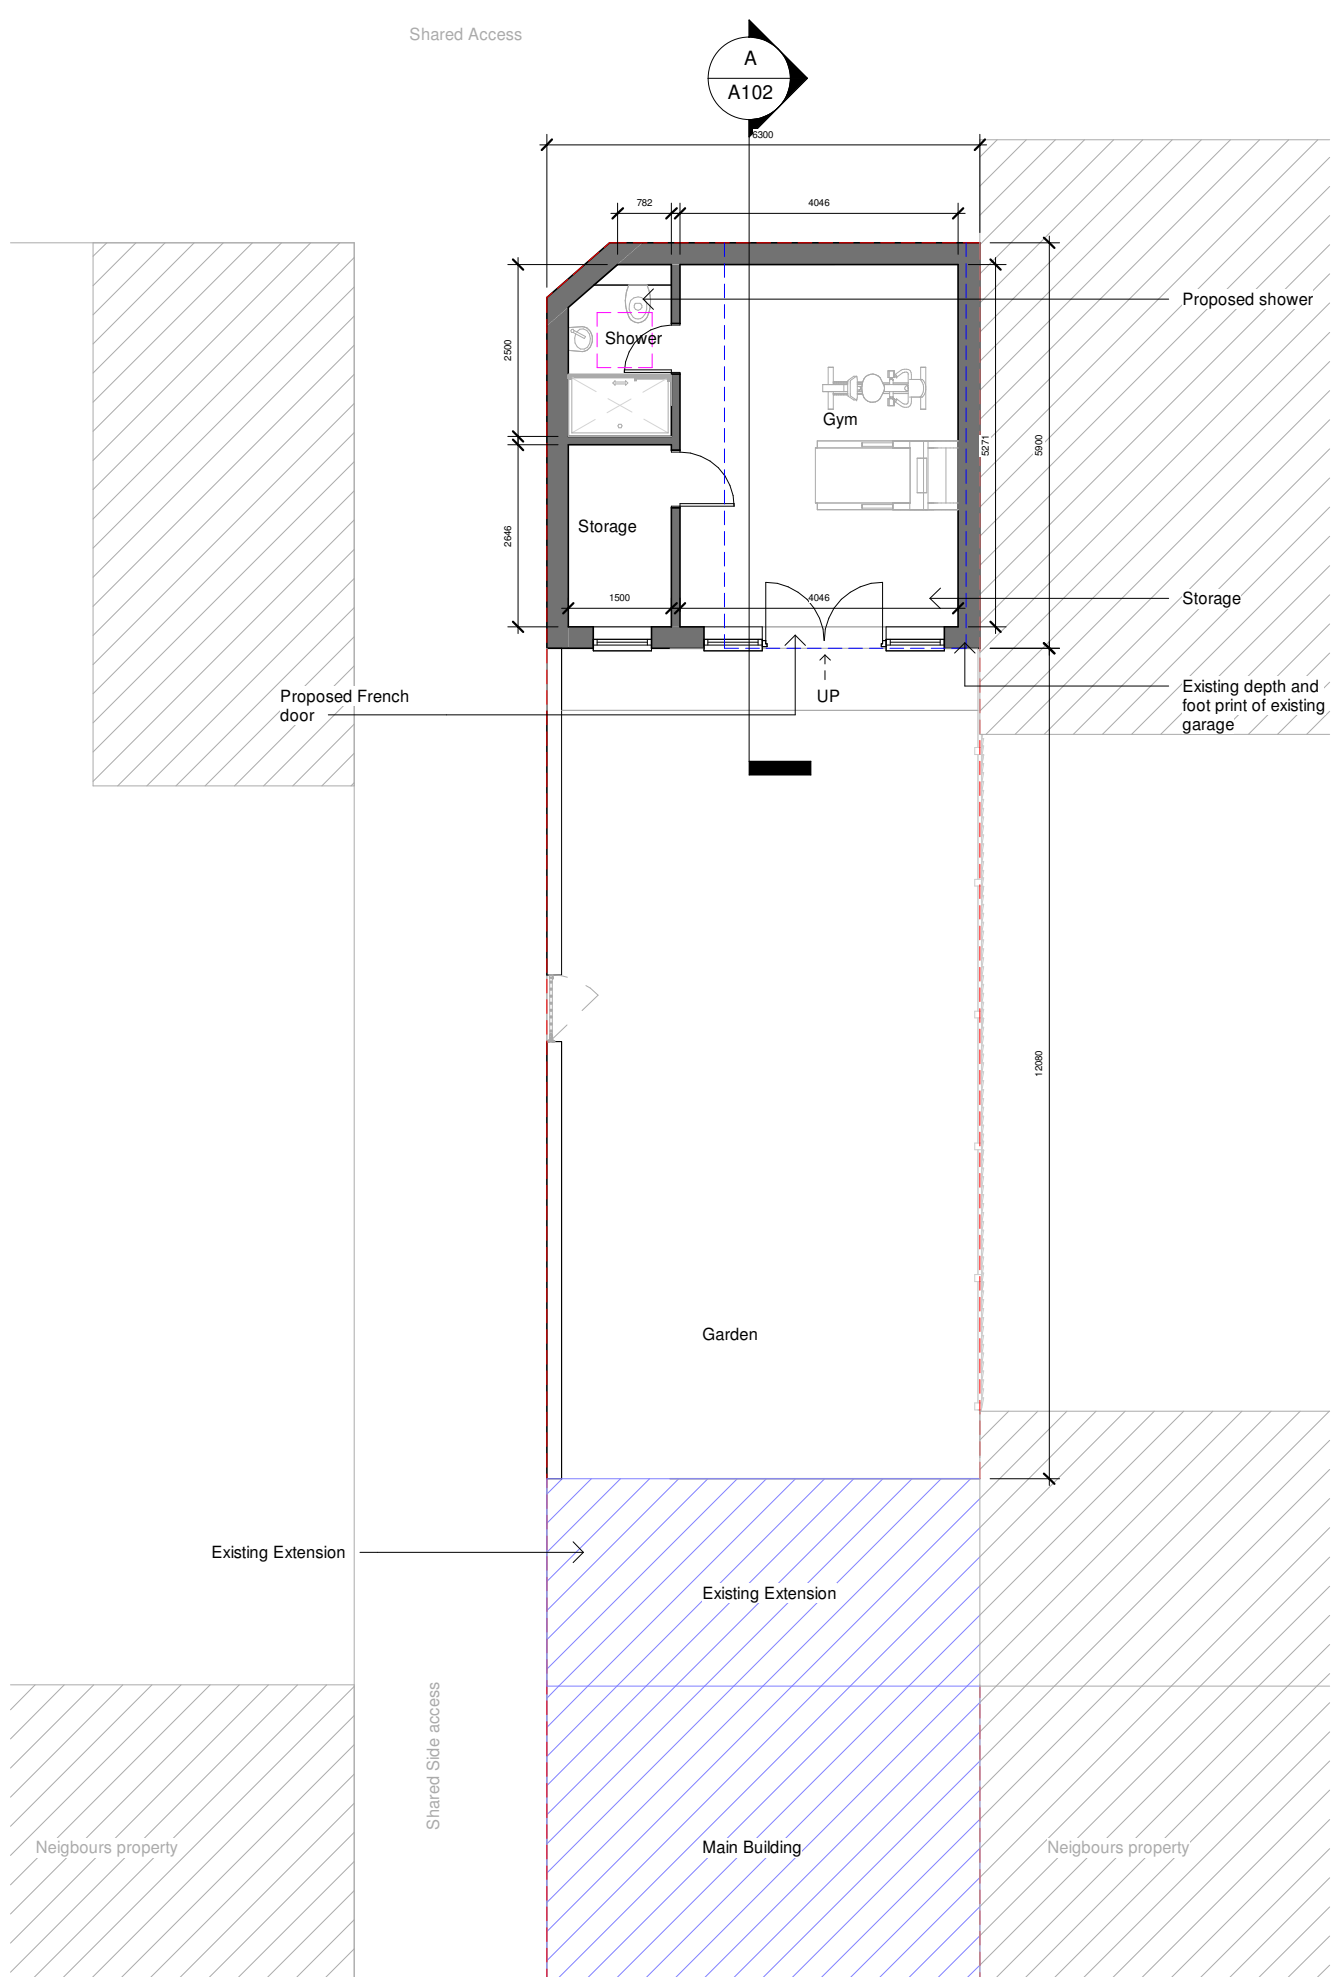 Shared Access
A
A102
6300
782
4046
Proposed shower
Shower
2500
Gym
5271
5900
Storage
2646
1500
4046
Storage
Proposed French
door
UP
Existing depth and
foot print of existing
garage
12080
Garden
Existing Extension
Existing Extension
Shared Side access
Neigbours property
Main Building
Neigbours property